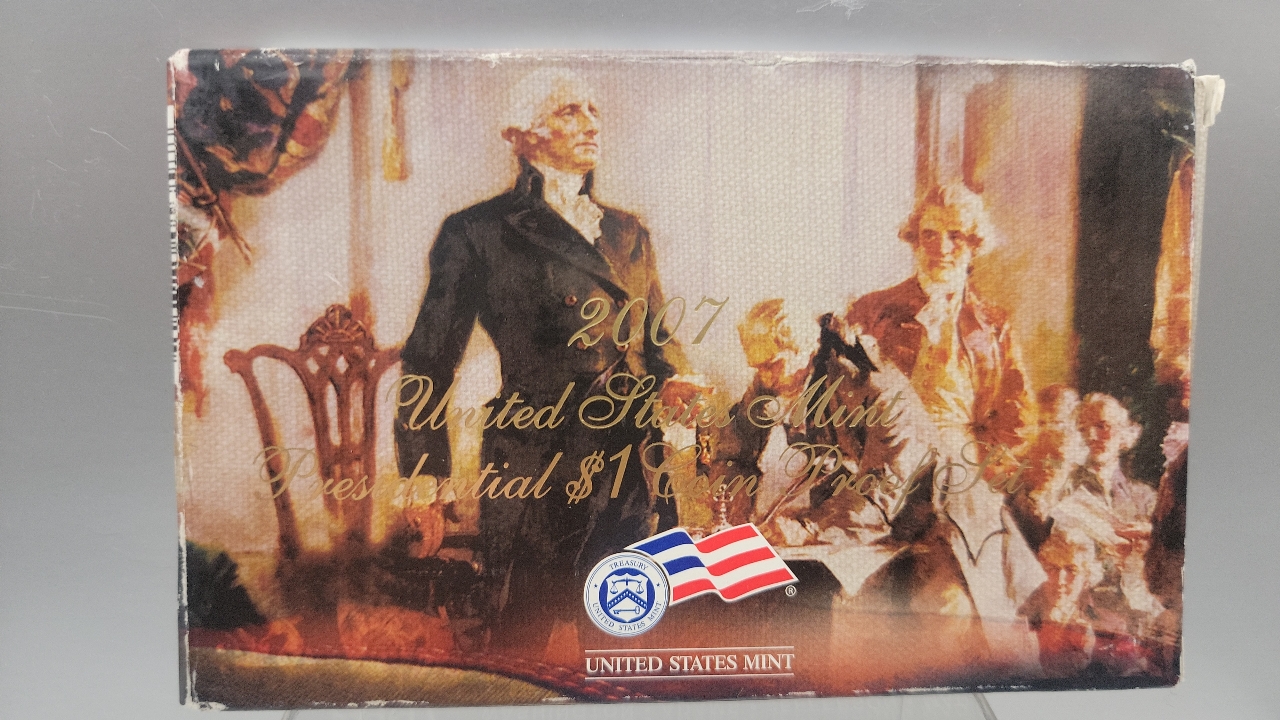 2007
United States Mint
Presidential $1 Coin Proof Set
TREASURY
UNITED STATES MINT
®
UNITED STATES MINT